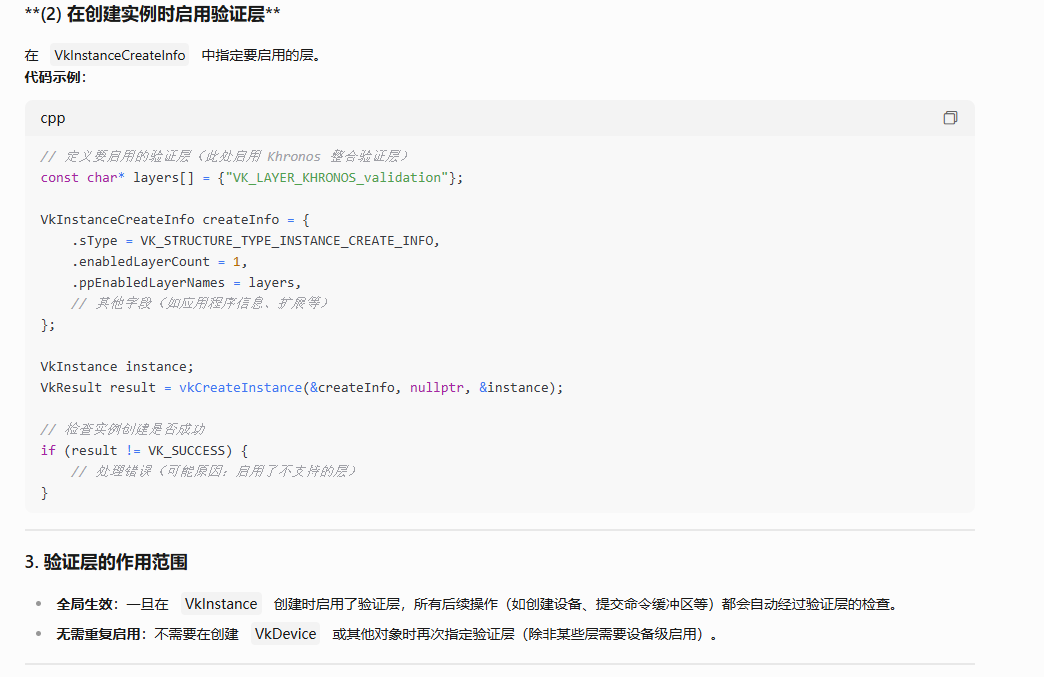 **(2) 在创建实例时启用验证层**
在 VkInstanceCreateInfo 中指定要启用的层。
代码示例：
cpp
// 定义要启用的验证层（此处启用 Khronos 整合验证层）
const char* layers[] = {"VK_LAYER_KHRONOS_validation"};
VkInstanceCreateInfo createInfo = {
.sType = VK_STRUCTURE_TYPE_INSTANCE_CREATE_INFO,
.enabledLayerCount = 1,
.ppEnabledLayerNames = layers,
// 其他字段（如应用程序信息、扩展等）
};
VkInstance instance;
VkResult result = vkCreateInstance(&createInfo, nullptr, &instance);
// 检查实例创建是否成功
if (result != VK_SUCCESS) {
// 处理错误（可能原因：启用了不支持的层）
}
3. 验证层的作用范围
• 全局生效：一旦在 VkInstance 创建时启用了验证层，所有后续操作（如创建设备、提交命令缓冲区等）都会自动经过验证层的检查。
• 无需重复启用：不需要在创建 VkDevice 或其他对象时再次指定验证层（除非某些层需要设备级启用）。